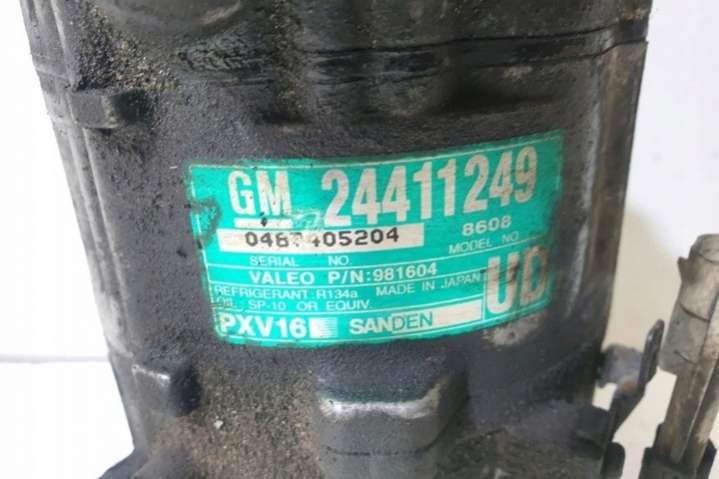 GM 24411249
0487405204 8608
SERIAL NO. MODEL NO.
VALEO P/N:981604
REFRIGERANT:R134a MADE IN JAPAN
OIL: SP-10 OR EQUIV. UD
PXV16 SANDEN